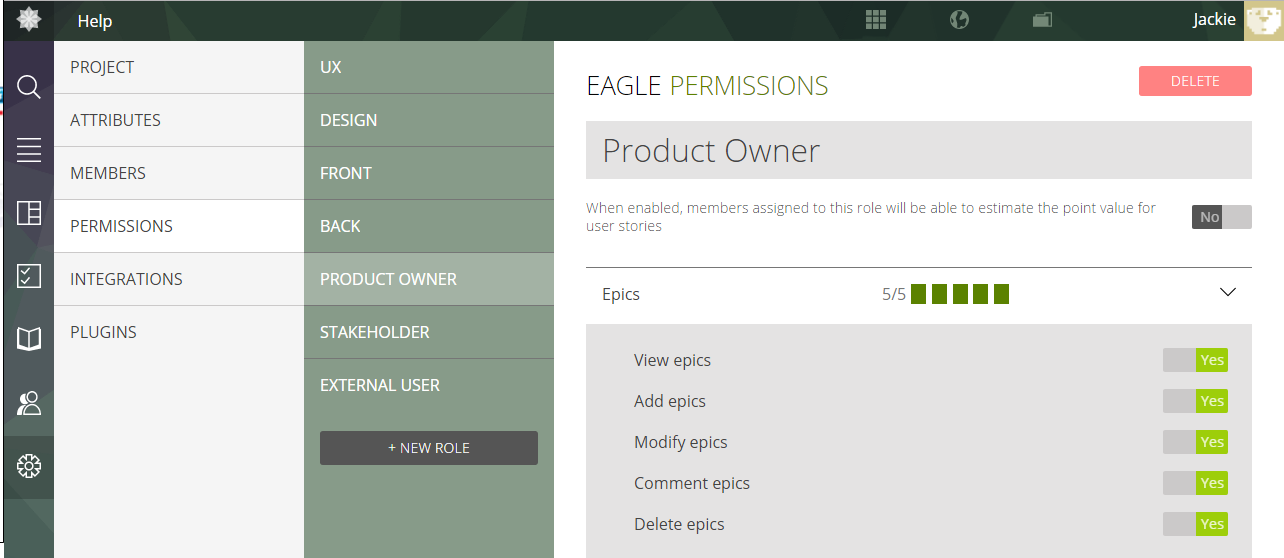 Help
Jackie
PROJECT
ATTRIBUTES
MEMBERS
PERMISSIONS
INTEGRATIONS
PLUGINS
UX
DESIGN
FRONT
BACK
PRODUCT OWNER
STAKEHOLDER
EXTERNAL USER
+ NEW ROLE
EAGLE PERMISSIONS
DELETE
Product Owner
When enabled, members assigned to this role will be able to estimate the point value for
user stories
No
Epics 5/5
View epics Yes
Add epics Yes
Modify epics Yes
Comment epics Yes
Delete epics Yes